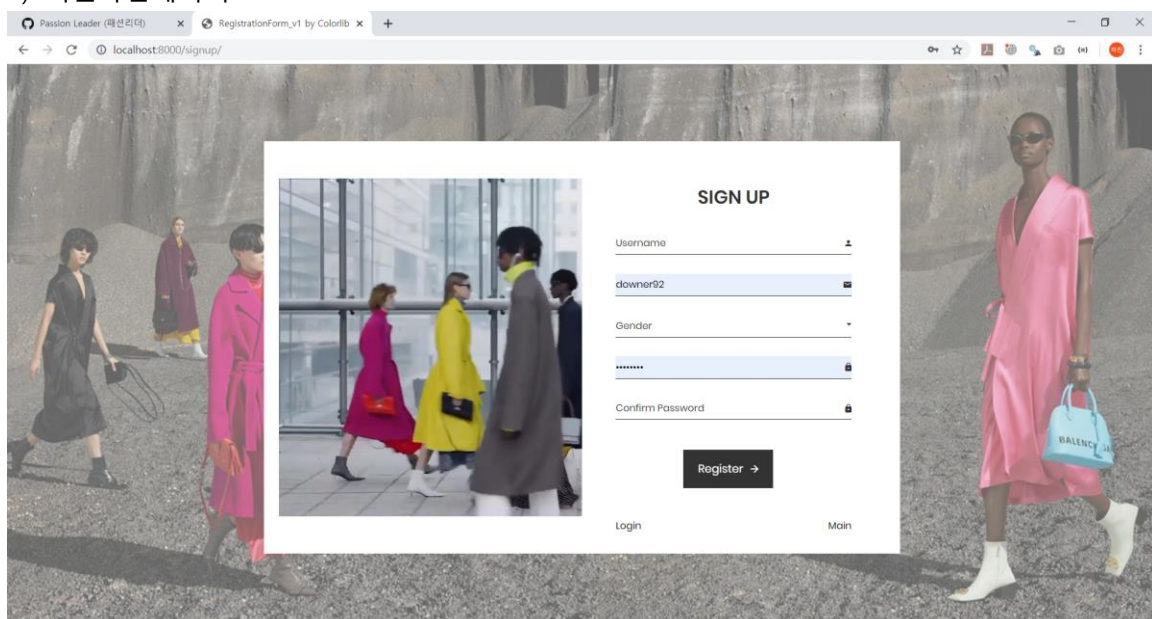 Passion Leader (패션리더)
RegistrationForm_v1 by Colorlib
localhost:8000/signup/
SIGN UP
Username
downer92
Gender
••••••••
Confirm Password
Register →
Login
Main